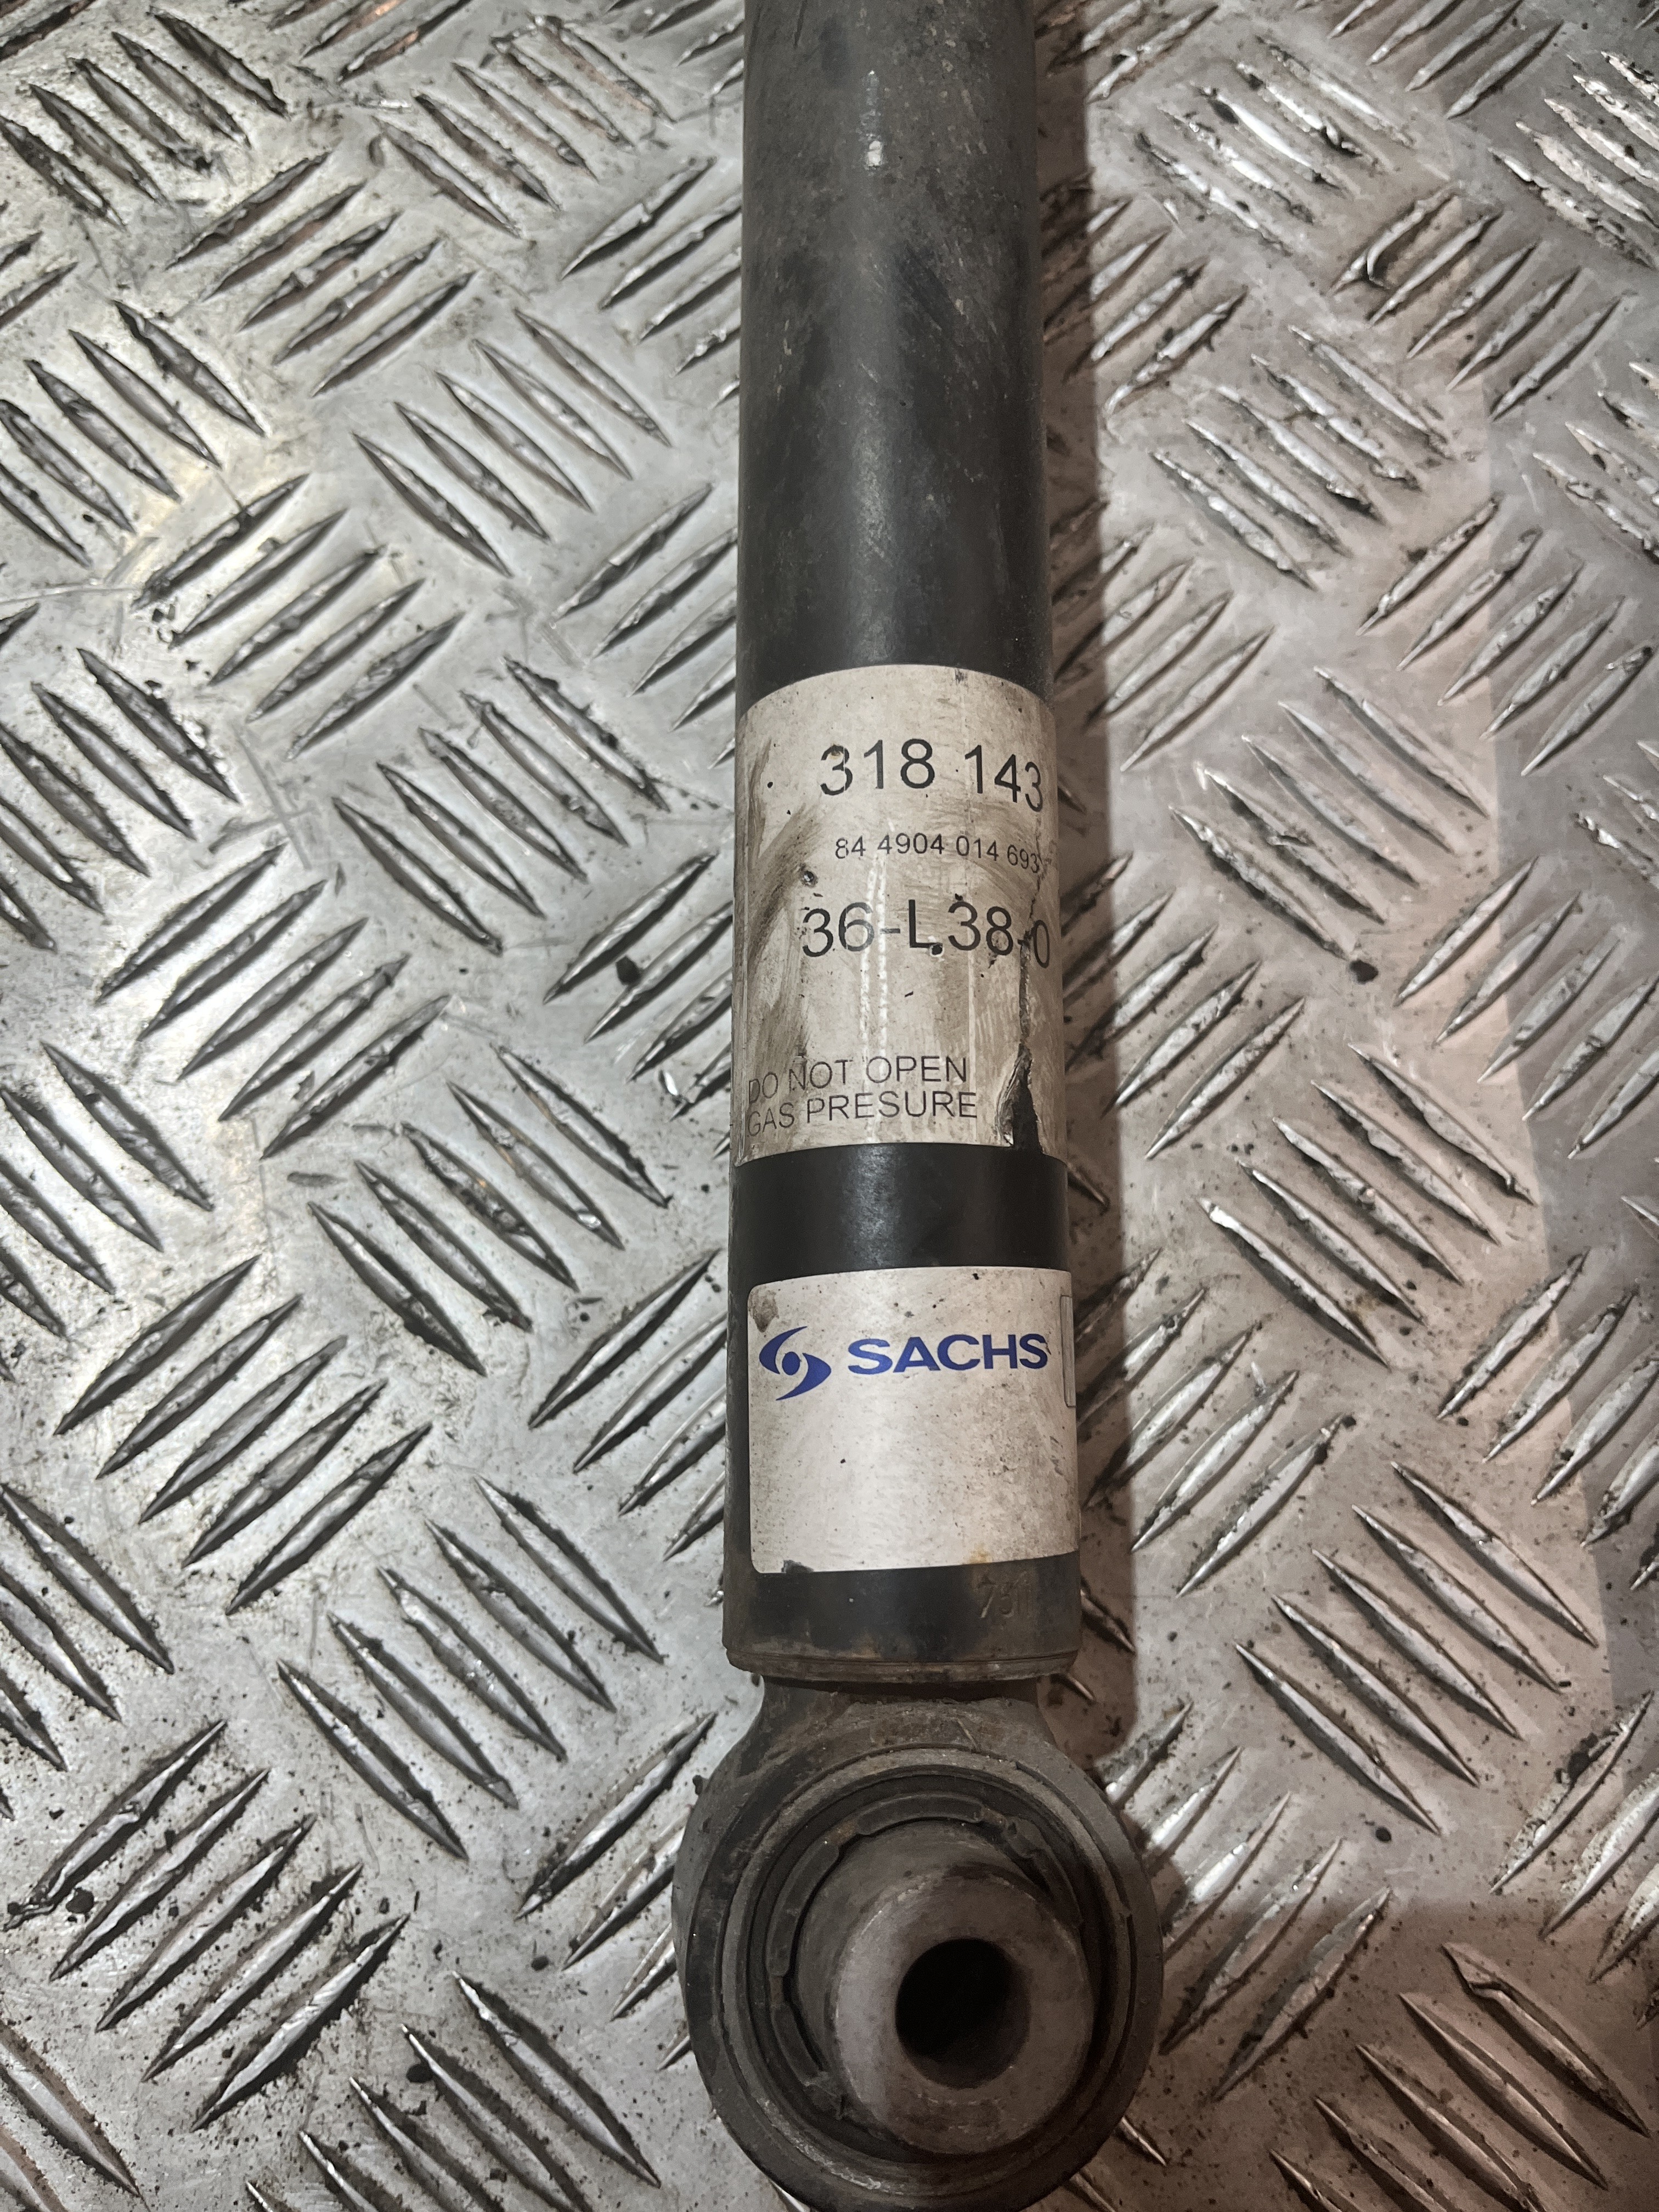 318 143
84 4904 014 693
36-L38-0
DO NOT OPEN
GAS PRESURE
SACHS